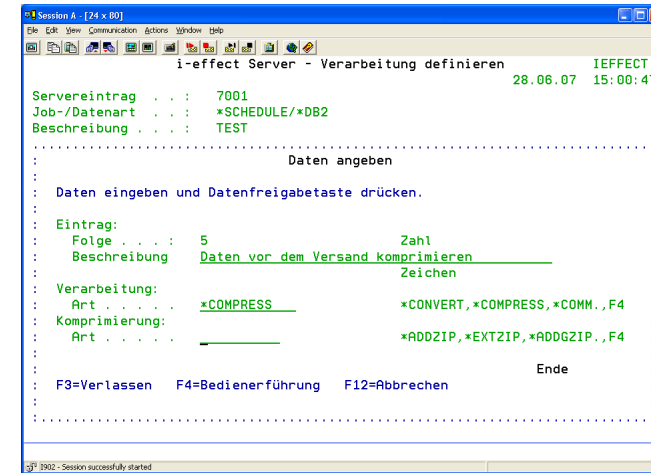 Session A - [24 x 80]
File Edit View Communication Actions Window Help
i-effect Server - Verarbeitung definieren IEFFECT
28.06.07 15:00:47
Servereintrag . . : 7001
Job-/Datenart . . : *SCHEDULE/*DB2
Beschreibung . . . : TEST
Daten angeben
Daten eingeben und Datenfreigabetaste drücken.
Eintrag:
Folge . . . : 5 Zahl
Beschreibung Daten vor dem Versand komprimieren
Zeichen
Verarbeitung:
Art . . . . . *COMPRESS *CONVERT,*COMPRESS,*COMM.,F4
Komprimierung:
Art . . . . . *ADDZIP,*EXTZIP,*ADDGZIP.,F4
Ende
F3=Verlassen F4=Bedienerführung F12=Abbrechen
I902 - Session successfully started